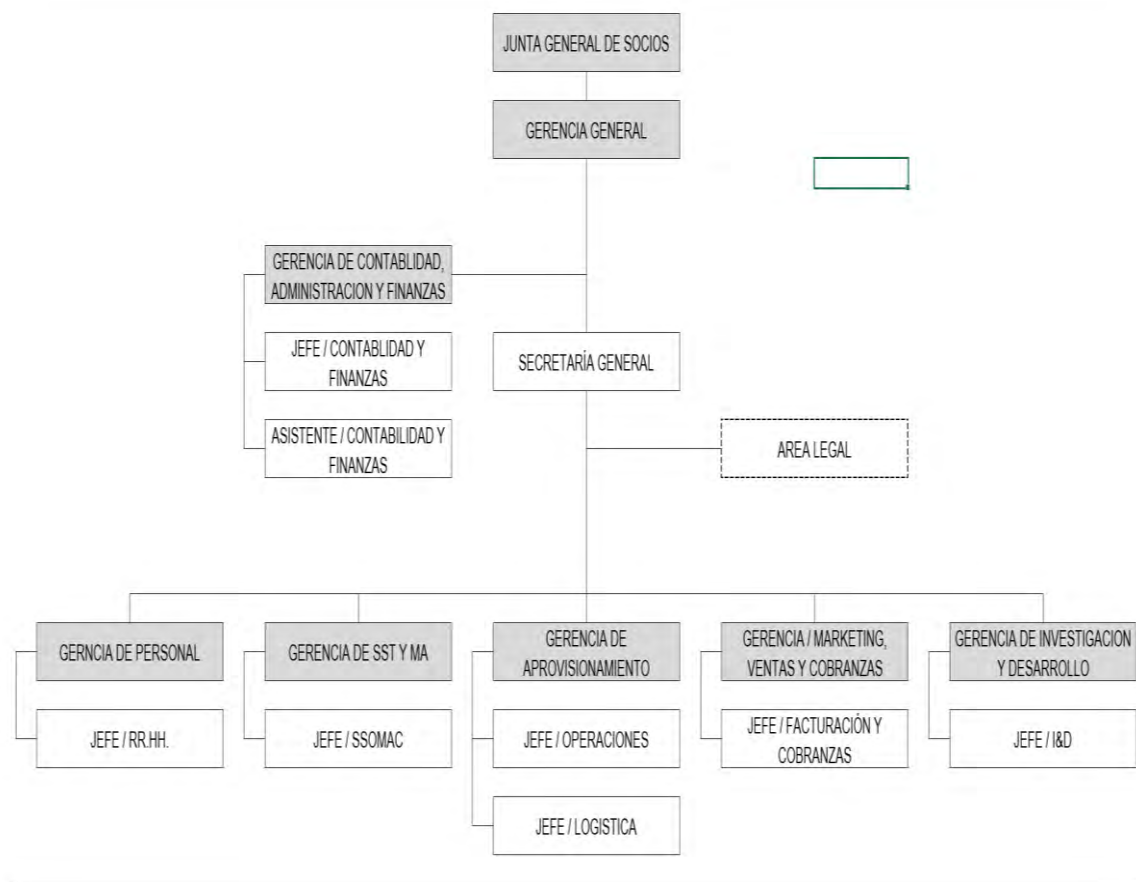 JUNTA GENERAL DE SOCIOS
GERENCIA GENERAL
GERENCIA DE CONTABLIDAD,
ADMINISTRACION Y FINANZAS
JEFE / CONTABLIDAD Y
FINANZAS
SECRETARÍA GENERAL
ASISTENTE / CONTABILIDAD Y
FINANZAS
AREA LEGAL
GERNCIA DE PERSONAL
GERENCIA DE SST Y MA
GERENCIA DE
APROVISIONAMIENTO
GERENCIA / MARKETING,
VENTAS Y COBRANZAS
GERENCIA DE INVESTIGACION
Y DESARROLLO
JEFE / RR.HH.
JEFE / SSOMAC
JEFE / OPERACIONES
JEFE / FACTURACIÓN Y
COBRANZAS
JEFE / I&D
JEFE / LOGISTICA